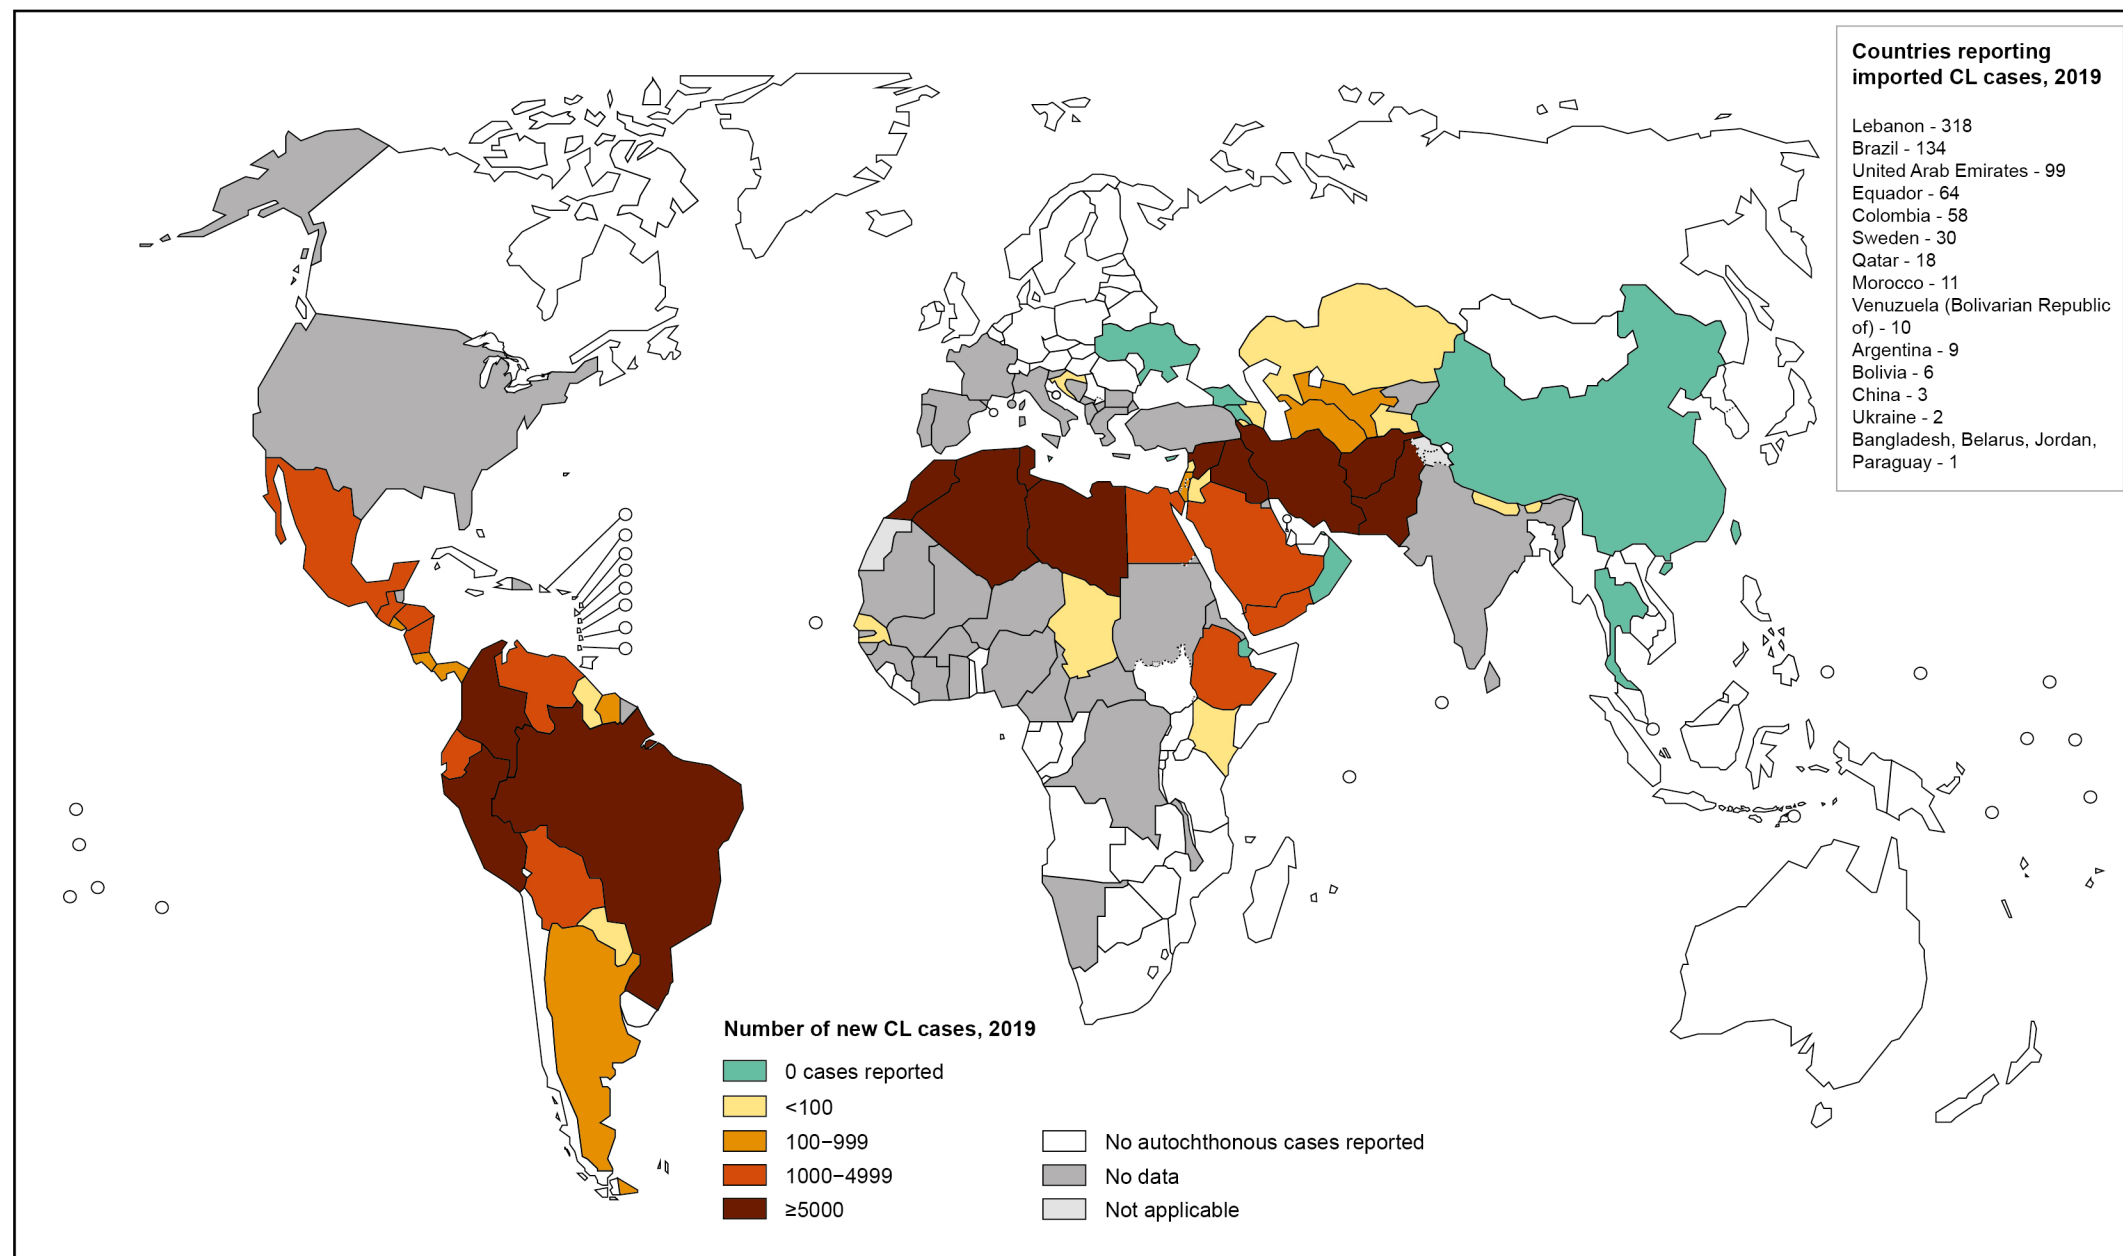 Countries reporting
imported CL cases, 2019
Lebanon - 318
Brazil - 134
United Arab Emirates - 99
Equador - 64
Colombia - 58
Sweden - 30
Qatar - 18
Morocco - 11
Venuzuela (Bolivarian Republic
of) - 10
Argentina - 9
Bolivia - 6
China - 3
Ukraine - 2
Bangladesh, Belarus, Jordan,
Paraguay - 1
Number of new CL cases, 2019
0 cases reported
<100
100−999
1000−4999
≥5000
No autochthonous cases reported
No data
Not applicable